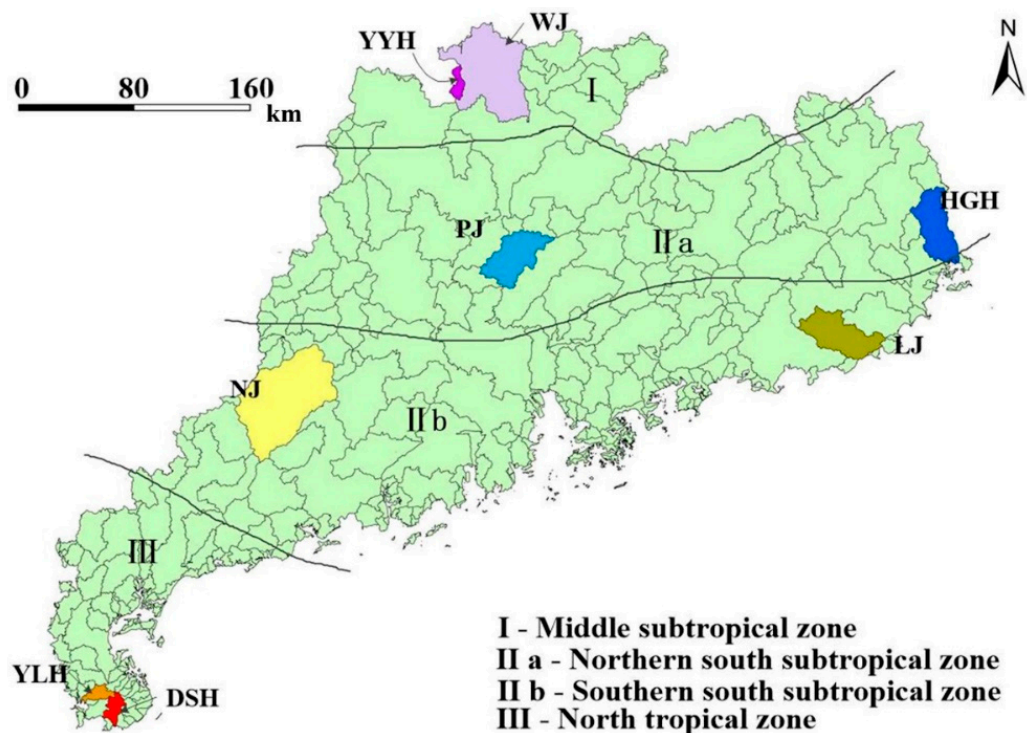 WJ
YYH
N
0 80 160
km
I
HGH
PJ
II a
LJ
NJ
II b
III
I - Middle subtropical zone
II a - Northern south subtropical zone
II b - Southern south subtropical zone
III - North tropical zone
YLH
DSH